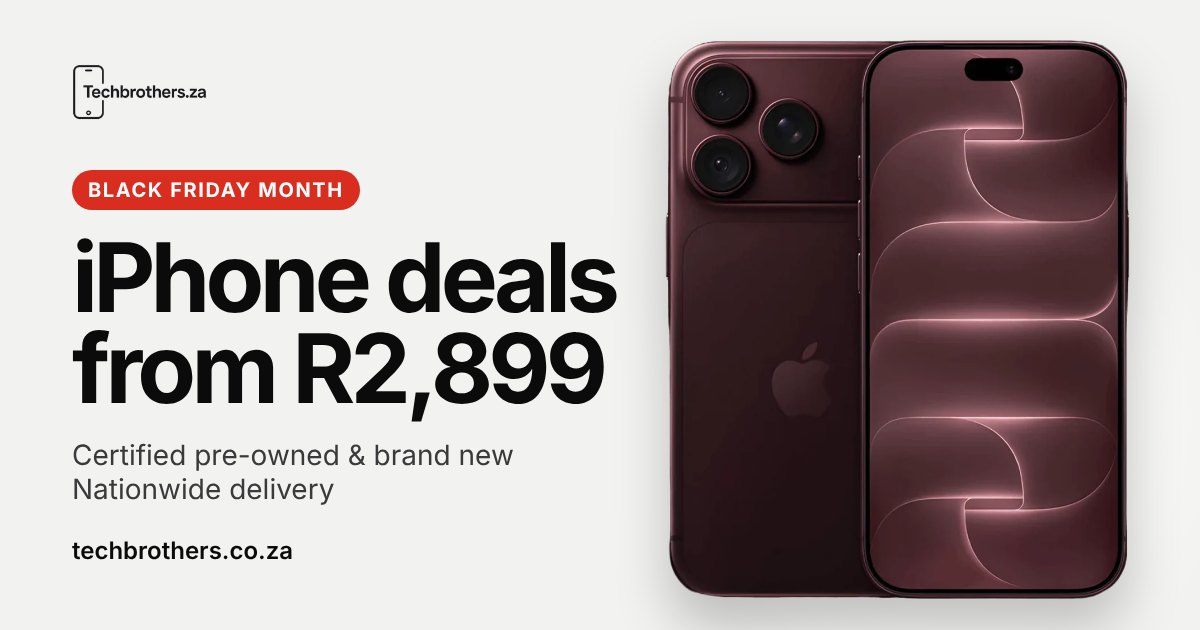 Techbrothers.za
BLACK FRIDAY MONTH
iPhone deals
from R2,899
Certified pre-owned & brand new
Nationwide delivery
techbrothers.co.za